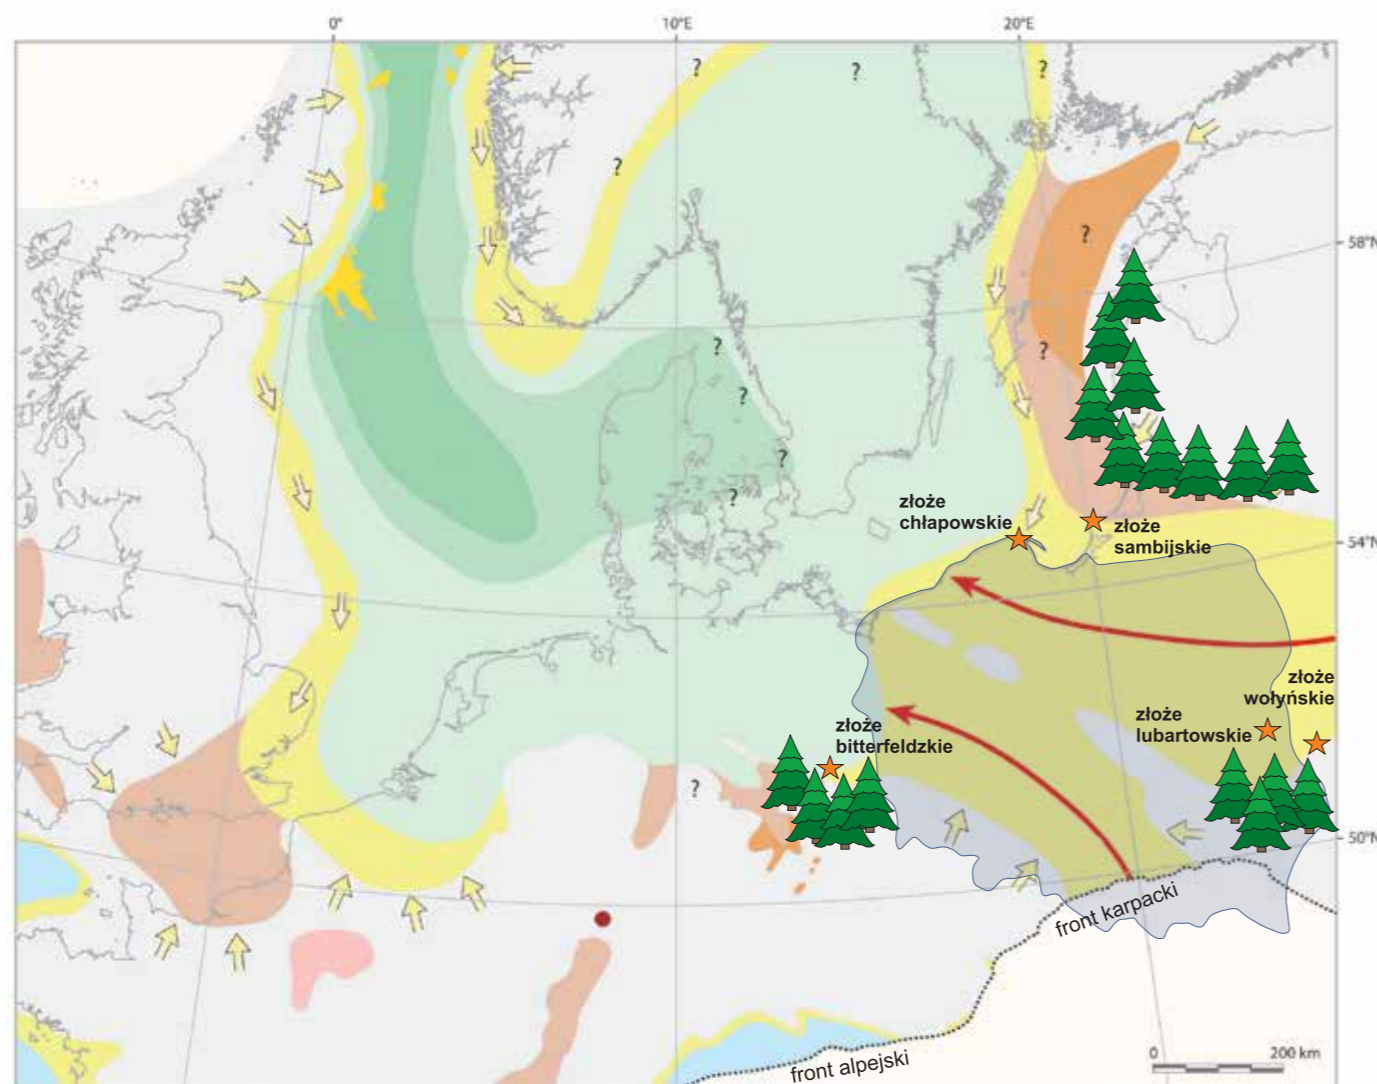 0°
10°E
20°E
?
?
?
?
58°N
?
?
?
?
?
?
złoże
chłapowskie
złoże
sambijskie
54°N
złoże
wołyńskie
złoże
lubartowskie
złoże
bitterfeldzkie
?
50°N
front karpacki
front alpejski
0
200 km